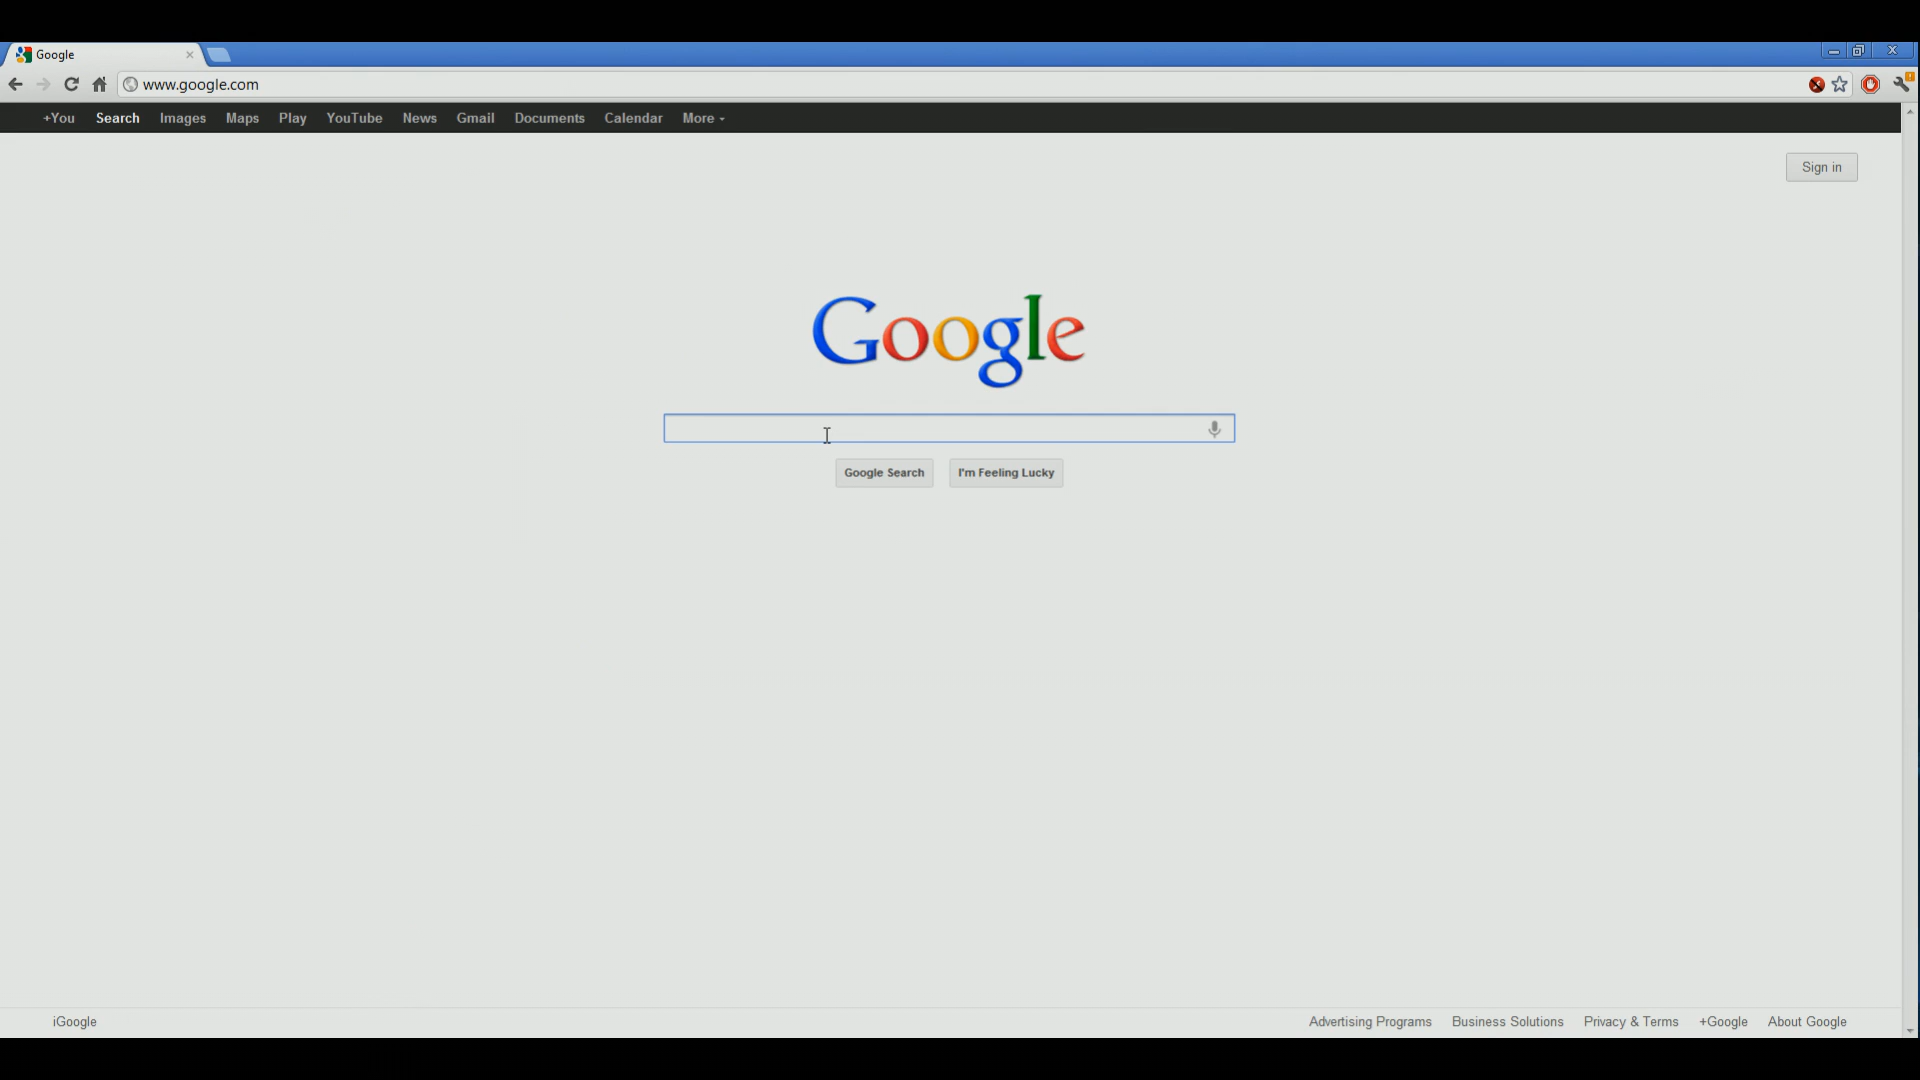 Google
www.google.com
+You Search Images Maps Play YouTube News Gmail Documents Calendar More
Sign in
Google
Google Search I'm Feeling Lucky
iGoogle Advertising Programs Business Solutions Privacy & Terms +Google About Google